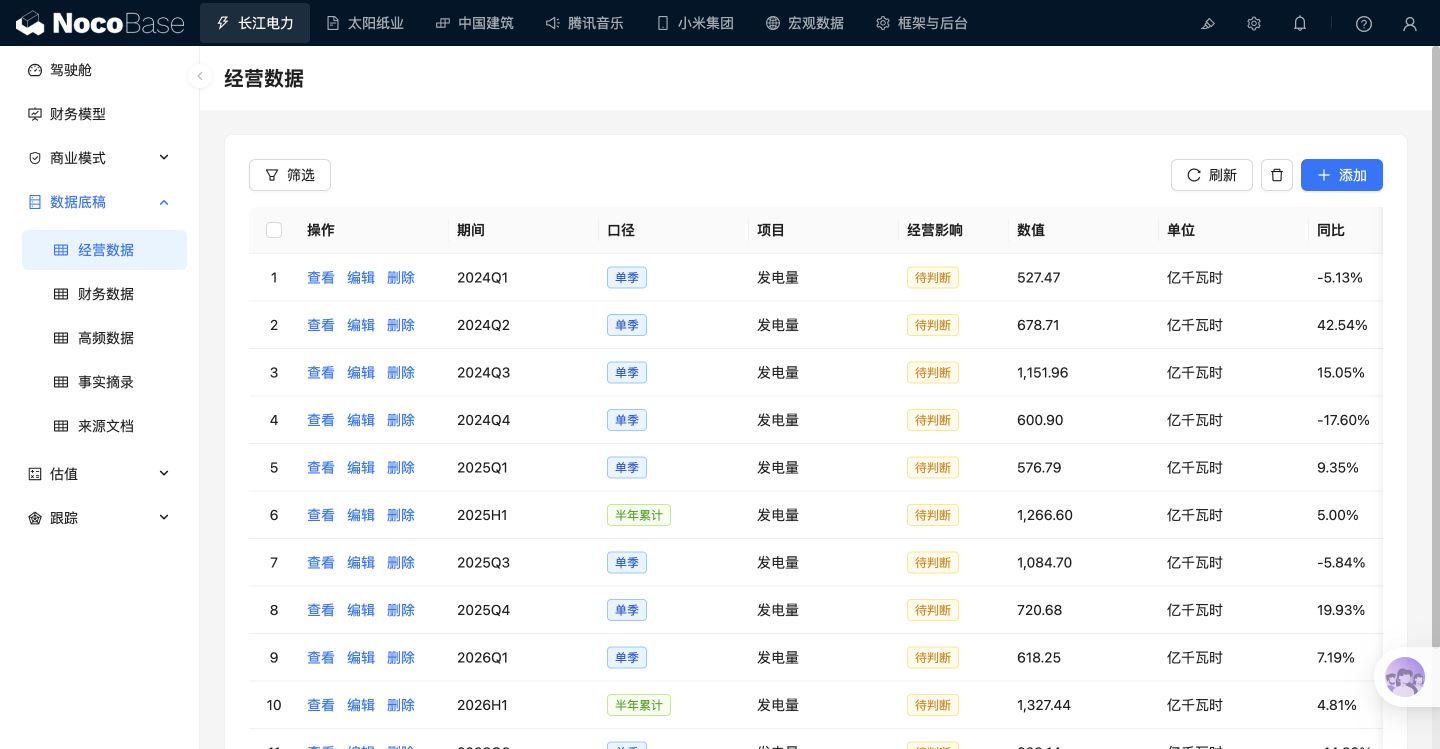 NocoBase 长江电力 太阳纸业 中国建筑 腾讯音乐 小米集团 宏观数据 框架与后台
驾驶舱
财务模型
商业模式
数据底稿
经营数据
财务数据
高频数据
事实摘录
来源文档
估值
跟踪
经营数据
筛选 刷新 添加
操作 期间 口径 项目 经营影响 数值 单位 同比
1 查看 编辑 删除 2024Q1 单季 发电量 待判断 527.47 亿千瓦时 -5.13%
2 查看 编辑 删除 2024Q2 单季 发电量 待判断 678.71 亿千瓦时 42.54%
3 查看 编辑 删除 2024Q3 单季 发电量 待判断 1,151.96 亿千瓦时 15.05%
4 查看 编辑 删除 2024Q4 单季 发电量 待判断 600.90 亿千瓦时 -17.60%
5 查看 编辑 删除 2025Q1 单季 发电量 待判断 576.79 亿千瓦时 9.35%
6 查看 编辑 删除 2025H1 半年累计 发电量 待判断 1,266.60 亿千瓦时 5.00%
7 查看 编辑 删除 2025Q3 单季 发电量 待判断 1,084.70 亿千瓦时 -5.84%
8 查看 编辑 删除 2025Q4 单季 发电量 待判断 720.68 亿千瓦时 19.93%
9 查看 编辑 删除 2026Q1 单季 发电量 待判断 618.25 亿千瓦时 7.19%
10 查看 编辑 删除 2026H1 半年累计 发电量 待判断 1,327.44 亿千瓦时 4.81%